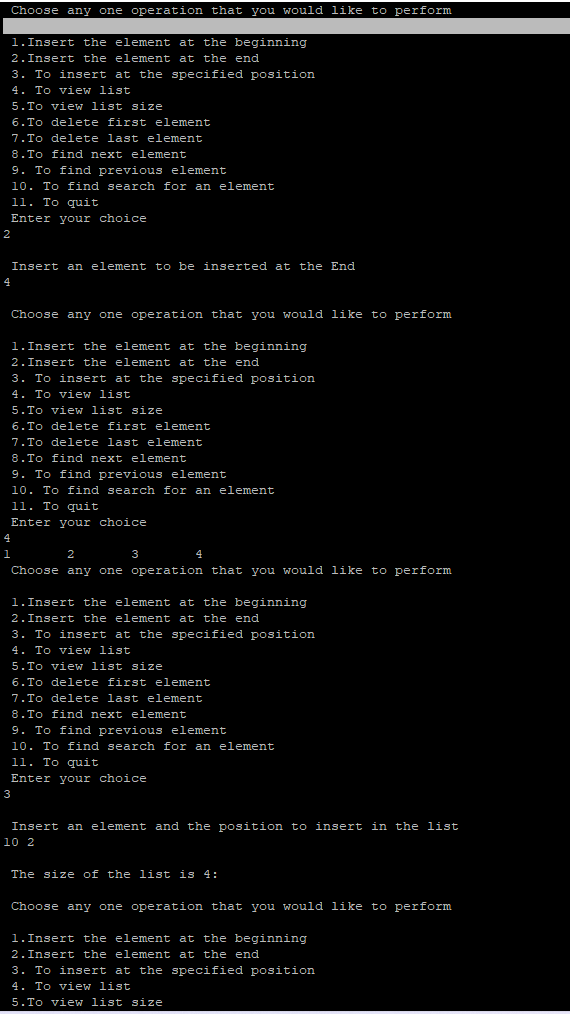 Choose any one operation that you would like to perform
1.Insert the element at the beginning
2.Insert the element at the end
3. To insert at the specified position
4. To view list
5.To view list size
6.To delete first element
7.To delete last element
8.To find next element
9. To find previous element
10. To find search for an element
11. To quit
Enter your choice
2
Insert an element to be inserted at the End
4
Choose any one operation that you would like to perform
1.Insert the element at the beginning
2.Insert the element at the end
3. To insert at the specified position
4. To view list
5.To view list size
6.To delete first element
7.To delete last element
8.To find next element
9. To find previous element
10. To find search for an element
11. To quit
Enter your choice
4
1 2 3 4
Choose any one operation that you would like to perform
1.Insert the element at the beginning
2.Insert the element at the end
3. To insert at the specified position
4. To view list
5.To view list size
6.To delete first element
7.To delete last element
8.To find next element
9. To find previous element
10. To find search for an element
11. To quit
Enter your choice
3
Insert an element and the position to insert in the list
10 2
The size of the list is 4:
Choose any one operation that you would like to perform
1.Insert the element at the beginning
2.Insert the element at the end
3. To insert at the specified position
4. To view list
5.To view list size